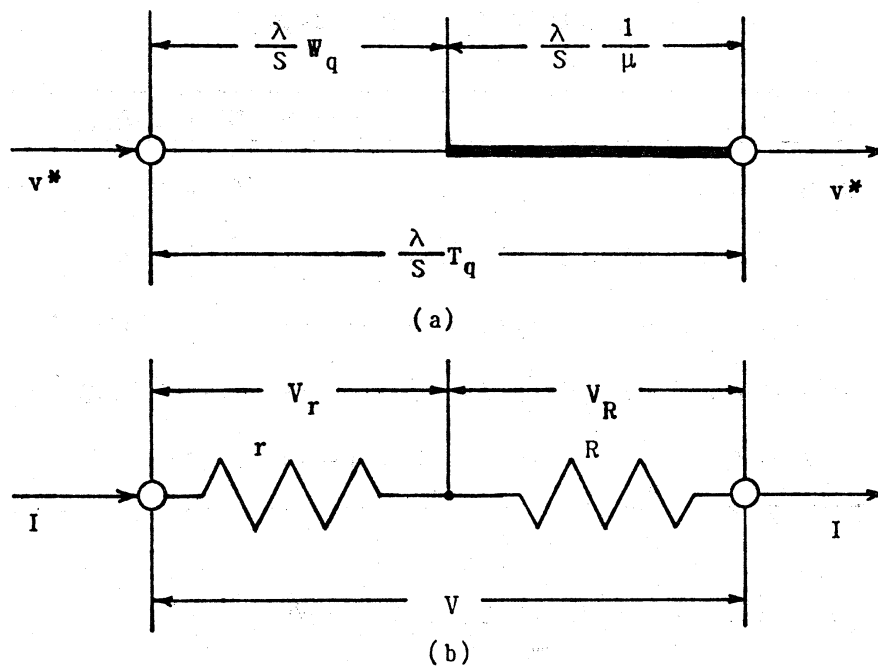 λ/S W_q λ/S 1/μ
v* v*
λ/S T_q
(a)
V_r V_R
r R
I I
V
(b)